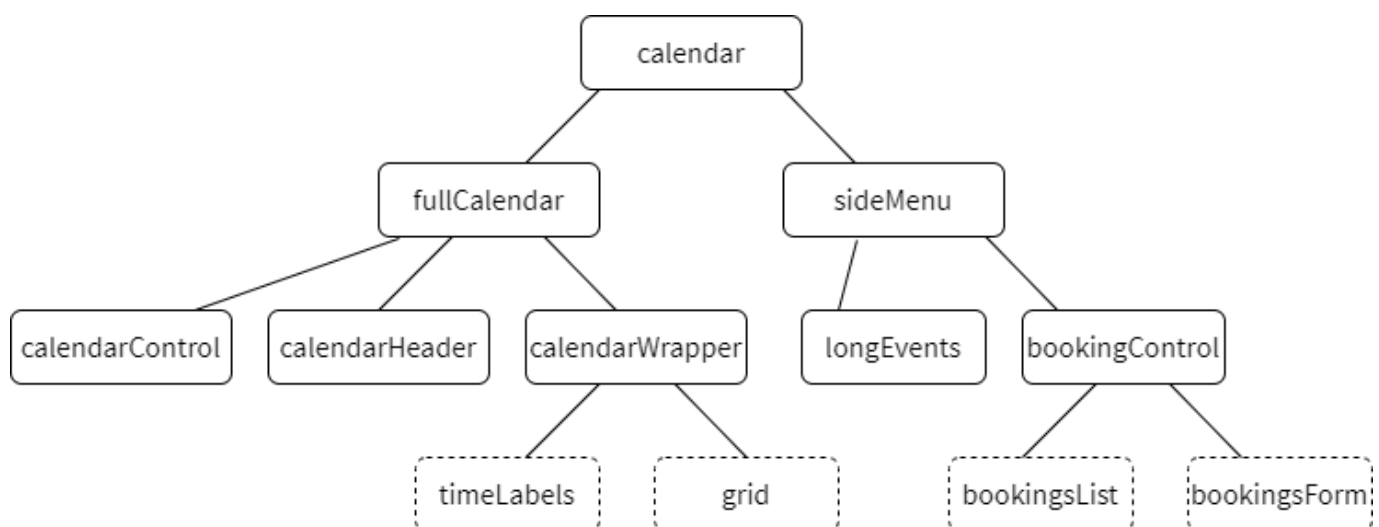 calendar
fullCalendar
sideMenu
calendarControl
calendarHeader
calendarWrapper
longEvents
bookingControl
timeLabels
grid
bookingsList
bookingsForm